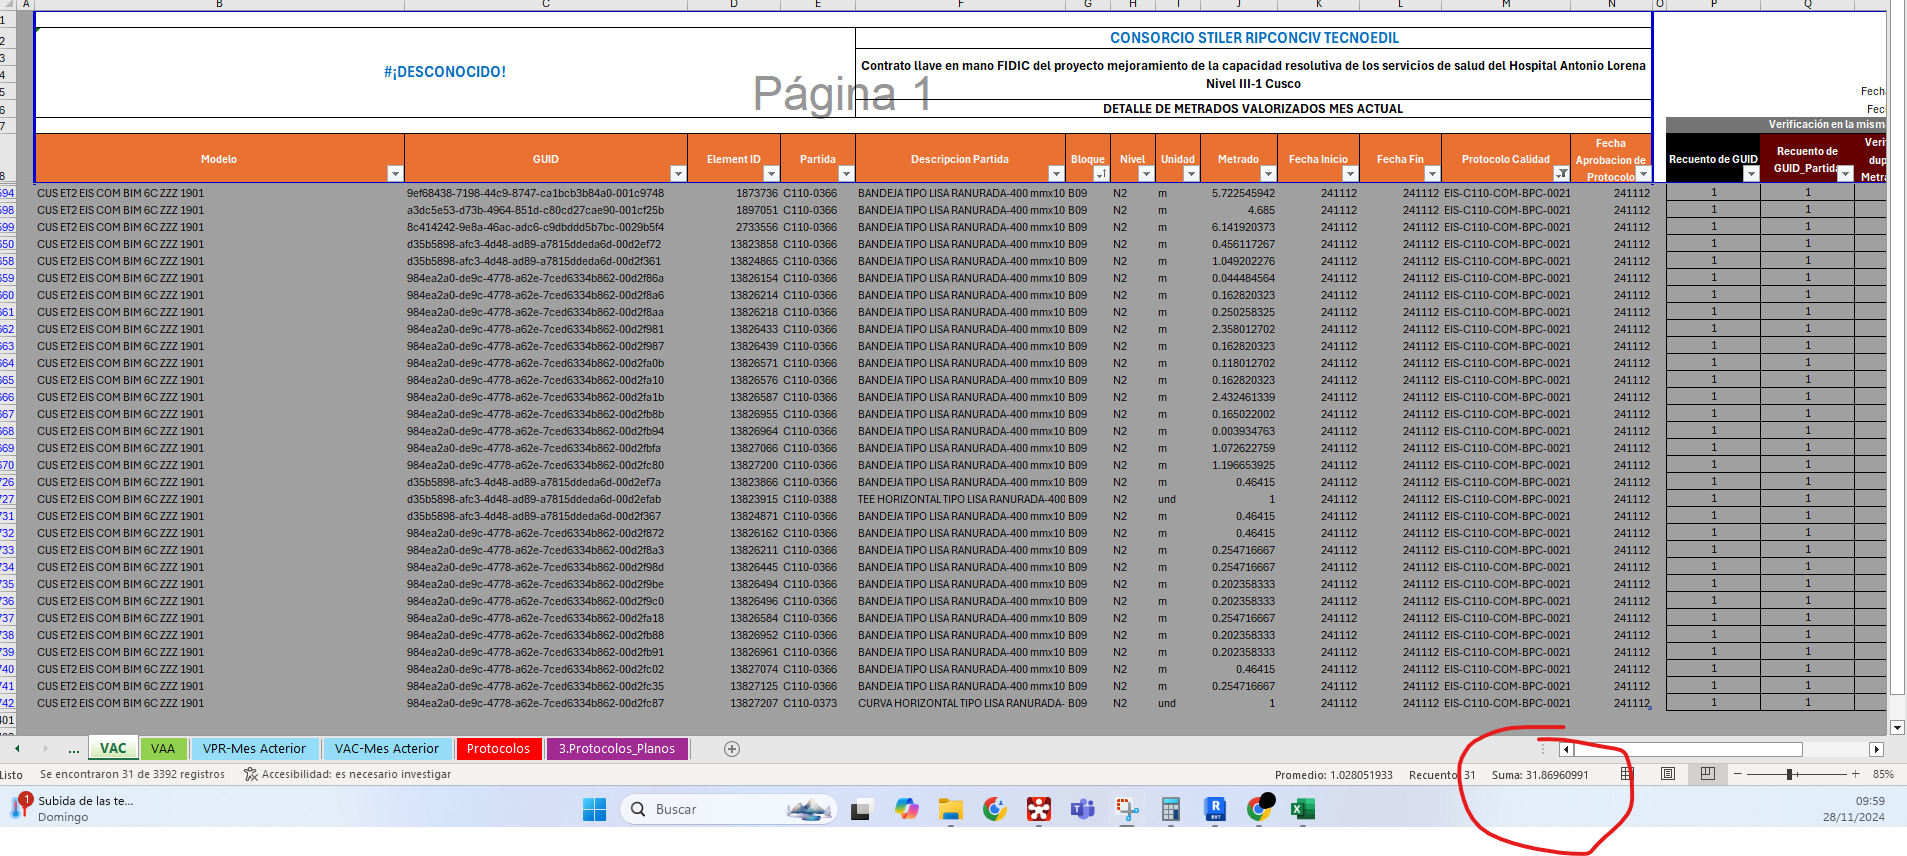 A B C D E F G H I J K L M N O P Q
1
2 CONSORCIO STILER RIPCONCIV TECNOEDIL
3
4 #¡DESCONOCIDO! Contrato llave en mano FIDIC del proyecto mejoramiento de la capacidad resolutiva de los servicios de salud del Hospital Antonio Lorena
Nivel III-1 Cusco
Página 1
5 Fech
6 DETALLE DE METRADOS VALORIZADOS MES ACTUAL Fec
7 Verificación en la mism
8 Modelo GUID Element ID Partida Descripcion Partida Bloque Nivel Unidad Metrado Fecha Inicio Fecha Fin Protocolo Calidad Fecha Aprobacion de Protocolo Recuento de GUID Recuento de GUID_Partida Veri dup Metra
594 CUS ET2 EIS COM BIM 6C ZZZ 1901 9ef68438-7198-44c9-8747-ca1bcb3b84a0-001c9748 1873736 C110-0366 BANDEJA TIPO LISA RANURADA-400 mmx10 B09 N2 m 5.722545942 241112 241112 EIS-C110-COM-BPC-0021 241112 1 1
598 CUS ET2 EIS COM BIM 6C ZZZ 1901 a3dc5e53-d73b-4964-851d-c80cd27cae90-001cf25b 1897051 C110-0366 BANDEJA TIPO LISA RANURADA-400 mmx10 B09 N2 m 4.685 241112 241112 EIS-C110-COM-BPC-0021 241112 1 1
599 CUS ET2 EIS COM BIM 6C ZZZ 1901 8c414242-9e8a-46ac-adc6-c9dbddd5b7bc-0029b5f4 2733556 C110-0366 BANDEJA TIPO LISA RANURADA-400 mmx10 B09 N2 m 6.141920373 241112 241112 EIS-C110-COM-BPC-0021 241112 1 1
650 CUS ET2 EIS COM BIM 6C ZZZ 1901 d35b5898-afc3-4d48-ad89-a7815ddeda6d-00d2ef72 13823858 C110-0366 BANDEJA TIPO LISA RANURADA-400 mmx10 B09 N2 m 0.456117267 241112 241112 EIS-C110-COM-BPC-0021 241112 1 1
658 CUS ET2 EIS COM BIM 6C ZZZ 1901 d35b5898-afc3-4d48-ad89-a7815ddeda6d-00d2f361 13824865 C110-0366 BANDEJA TIPO LISA RANURADA-400 mmx10 B09 N2 m 1.049202276 241112 241112 EIS-C110-COM-BPC-0021 241112 1 1
659 CUS ET2 EIS COM BIM 6C ZZZ 1901 984ea2a0-de9c-4778-a62e-7ced6334b862-00d2f86a 13826154 C110-0366 BANDEJA TIPO LISA RANURADA-400 mmx10 B09 N2 m 0.044484564 241112 241112 EIS-C110-COM-BPC-0021 241112 1 1
660 CUS ET2 EIS COM BIM 6C ZZZ 1901 984ea2a0-de9c-4778-a62e-7ced6334b862-00d2f8a6 13826214 C110-0366 BANDEJA TIPO LISA RANURADA-400 mmx10 B09 N2 m 0.162820323 241112 241112 EIS-C110-COM-BPC-0021 241112 1 1
661 CUS ET2 EIS COM BIM 6C ZZZ 1901 984ea2a0-de9c-4778-a62e-7ced6334b862-00d2f8aa 13826218 C110-0366 BANDEJA TIPO LISA RANURADA-400 mmx10 B09 N2 m 0.250258325 241112 241112 EIS-C110-COM-BPC-0021 241112 1 1
662 CUS ET2 EIS COM BIM 6C ZZZ 1901 984ea2a0-de9c-4778-a62e-7ced6334b862-00d2f981 13826433 C110-0366 BANDEJA TIPO LISA RANURADA-400 mmx10 B09 N2 m 2.358012702 241112 241112 EIS-C110-COM-BPC-0021 241112 1 1
663 CUS ET2 EIS COM BIM 6C ZZZ 1901 984ea2a0-de9c-4778-a62e-7ced6334b862-00d2f987 13826439 C110-0366 BANDEJA TIPO LISA RANURADA-400 mmx10 B09 N2 m 0.162820323 241112 241112 EIS-C110-COM-BPC-0021 241112 1 1
664 CUS ET2 EIS COM BIM 6C ZZZ 1901 984ea2a0-de9c-4778-a62e-7ced6334b862-00d2fa0b 13826571 C110-0366 BANDEJA TIPO LISA RANURADA-400 mmx10 B09 N2 m 0.118012702 241112 241112 EIS-C110-COM-BPC-0021 241112 1 1
665 CUS ET2 EIS COM BIM 6C ZZZ 1901 984ea2a0-de9c-4778-a62e-7ced6334b862-00d2fa10 13826576 C110-0366 BANDEJA TIPO LISA RANURADA-400 mmx10 B09 N2 m 0.162820323 241112 241112 EIS-C110-COM-BPC-0021 241112 1 1
666 CUS ET2 EIS COM BIM 6C ZZZ 1901 984ea2a0-de9c-4778-a62e-7ced6334b862-00d2fa1b 13826587 C110-0366 BANDEJA TIPO LISA RANURADA-400 mmx10 B09 N2 m 2.432461339 241112 241112 EIS-C110-COM-BPC-0021 241112 1 1
667 CUS ET2 EIS COM BIM 6C ZZZ 1901 984ea2a0-de9c-4778-a62e-7ced6334b862-00d2fb8b 13826955 C110-0366 BANDEJA TIPO LISA RANURADA-400 mmx10 B09 N2 m 0.165022002 241112 241112 EIS-C110-COM-BPC-0021 241112 1 1
668 CUS ET2 EIS COM BIM 6C ZZZ 1901 984ea2a0-de9c-4778-a62e-7ced6334b862-00d2fb94 13826964 C110-0366 BANDEJA TIPO LISA RANURADA-400 mmx10 B09 N2 m 0.003934763 241112 241112 EIS-C110-COM-BPC-0021 241112 1 1
669 CUS ET2 EIS COM BIM 6C ZZZ 1901 984ea2a0-de9c-4778-a62e-7ced6334b862-00d2fbfa 13827066 C110-0366 BANDEJA TIPO LISA RANURADA-400 mmx10 B09 N2 m 1.072622759 241112 241112 EIS-C110-COM-BPC-0021 241112 1 1
670 CUS ET2 EIS COM BIM 6C ZZZ 1901 984ea2a0-de9c-4778-a62e-7ced6334b862-00d2fc80 13827200 C110-0366 BANDEJA TIPO LISA RANURADA-400 mmx10 B09 N2 m 1.196653925 241112 241112 EIS-C110-COM-BPC-0021 241112 1 1
726 CUS ET2 EIS COM BIM 6C ZZZ 1901 d35b5898-afc3-4d48-ad89-a7815ddeda6d-00d2ef7a 13823866 C110-0366 BANDEJA TIPO LISA RANURADA-400 mmx10 B09 N2 m 0.46415 241112 241112 EIS-C110-COM-BPC-0021 241112 1 1
727 CUS ET2 EIS COM BIM 6C ZZZ 1901 d35b5898-afc3-4d48-ad89-a7815ddeda6d-00d2efab 13823915 C110-0388 TEE HORIZONTAL TIPO LISA RANURADA-400 B09 N2 und 1 241112 241112 EIS-C110-COM-BPC-0021 241112 1 1
731 CUS ET2 EIS COM BIM 6C ZZZ 1901 d35b5898-afc3-4d48-ad89-a7815ddeda6d-00d2f367 13824871 C110-0366 BANDEJA TIPO LISA RANURADA-400 mmx10 B09 N2 m 0.46415 241112 241112 EIS-C110-COM-BPC-0021 241112 1 1
732 CUS ET2 EIS COM BIM 6C ZZZ 1901 984ea2a0-de9c-4778-a62e-7ced6334b862-00d2f872 13826162 C110-0366 BANDEJA TIPO LISA RANURADA-400 mmx10 B09 N2 m 0.46415 241112 241112 EIS-C110-COM-BPC-0021 241112 1 1
733 CUS ET2 EIS COM BIM 6C ZZZ 1901 984ea2a0-de9c-4778-a62e-7ced6334b862-00d2f8a3 13826211 C110-0366 BANDEJA TIPO LISA RANURADA-400 mmx10 B09 N2 m 0.254716667 241112 241112 EIS-C110-COM-BPC-0021 241112 1 1
734 CUS ET2 EIS COM BIM 6C ZZZ 1901 984ea2a0-de9c-4778-a62e-7ced6334b862-00d2f98d 13826445 C110-0366 BANDEJA TIPO LISA RANURADA-400 mmx10 B09 N2 m 0.254716667 241112 241112 EIS-C110-COM-BPC-0021 241112 1 1
735 CUS ET2 EIS COM BIM 6C ZZZ 1901 984ea2a0-de9c-4778-a62e-7ced6334b862-00d2f9be 13826494 C110-0366 BANDEJA TIPO LISA RANURADA-400 mmx10 B09 N2 m 0.202358333 241112 241112 EIS-C110-COM-BPC-0021 241112 1 1
736 CUS ET2 EIS COM BIM 6C ZZZ 1901 984ea2a0-de9c-4778-a62e-7ced6334b862-00d2f9c0 13826496 C110-0366 BANDEJA TIPO LISA RANURADA-400 mmx10 B09 N2 m 0.202358333 241112 241112 EIS-C110-COM-BPC-0021 241112 1 1
737 CUS ET2 EIS COM BIM 6C ZZZ 1901 984ea2a0-de9c-4778-a62e-7ced6334b862-00d2fa18 13826584 C110-0366 BANDEJA TIPO LISA RANURADA-400 mmx10 B09 N2 m 0.254716667 241112 241112 EIS-C110-COM-BPC-0021 241112 1 1
738 CUS ET2 EIS COM BIM 6C ZZZ 1901 984ea2a0-de9c-4778-a62e-7ced6334b862-00d2fb88 13826952 C110-0366 BANDEJA TIPO LISA RANURADA-400 mmx10 B09 N2 m 0.202358333 241112 241112 EIS-C110-COM-BPC-0021 241112 1 1
739 CUS ET2 EIS COM BIM 6C ZZZ 1901 984ea2a0-de9c-4778-a62e-7ced6334b862-00d2fb91 13826961 C110-0366 BANDEJA TIPO LISA RANURADA-400 mmx10 B09 N2 m 0.202358333 241112 241112 EIS-C110-COM-BPC-0021 241112 1 1
740 CUS ET2 EIS COM BIM 6C ZZZ 1901 984ea2a0-de9c-4778-a62e-7ced6334b862-00d2fc02 13827074 C110-0366 BANDEJA TIPO LISA RANURADA-400 mmx10 B09 N2 m 0.46415 241112 241112 EIS-C110-COM-BPC-0021 241112 1 1
741 CUS ET2 EIS COM BIM 6C ZZZ 1901 984ea2a0-de9c-4778-a62e-7ced6334b862-00d2fc35 13827125 C110-0366 BANDEJA TIPO LISA RANURADA-400 mmx10 B09 N2 m 0.254716667 241112 241112 EIS-C110-COM-BPC-0021 241112 1 1
742 CUS ET2 EIS COM BIM 6C ZZZ 1901 984ea2a0-de9c-4778-a62e-7ced6334b862-00d2fc87 13827207 C110-0373 CURVA HORIZONTAL TIPO LISA RANURADA- B09 N2 und 1 241112 241112 EIS-C110-COM-BPC-0021 241112 1 1
401
... VAC VAA VPR-Mes Acterior VAC-Mes Acterior Protocolos 3.Protocolos_Planos
Listo Se encontraron 31 de 3392 registros Accesibilidad: es necesario investigar Promedio: 1.028051933 Recuento: 31 Suma: 31.86960991 85%
1 Subida de las te... Buscar 09:59
Domingo 28/11/2024